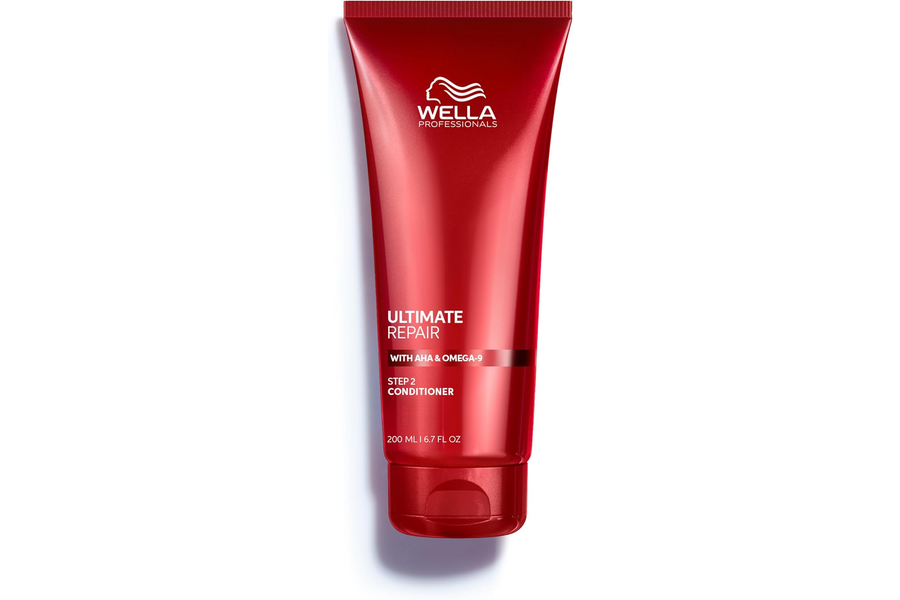 WELLA
PROFESSIONALS
ULTIMATE
REPAIR
WITH AHA & OMEGA-9
STEP 2
CONDITIONER
200 ML | 6.7 FL OZ